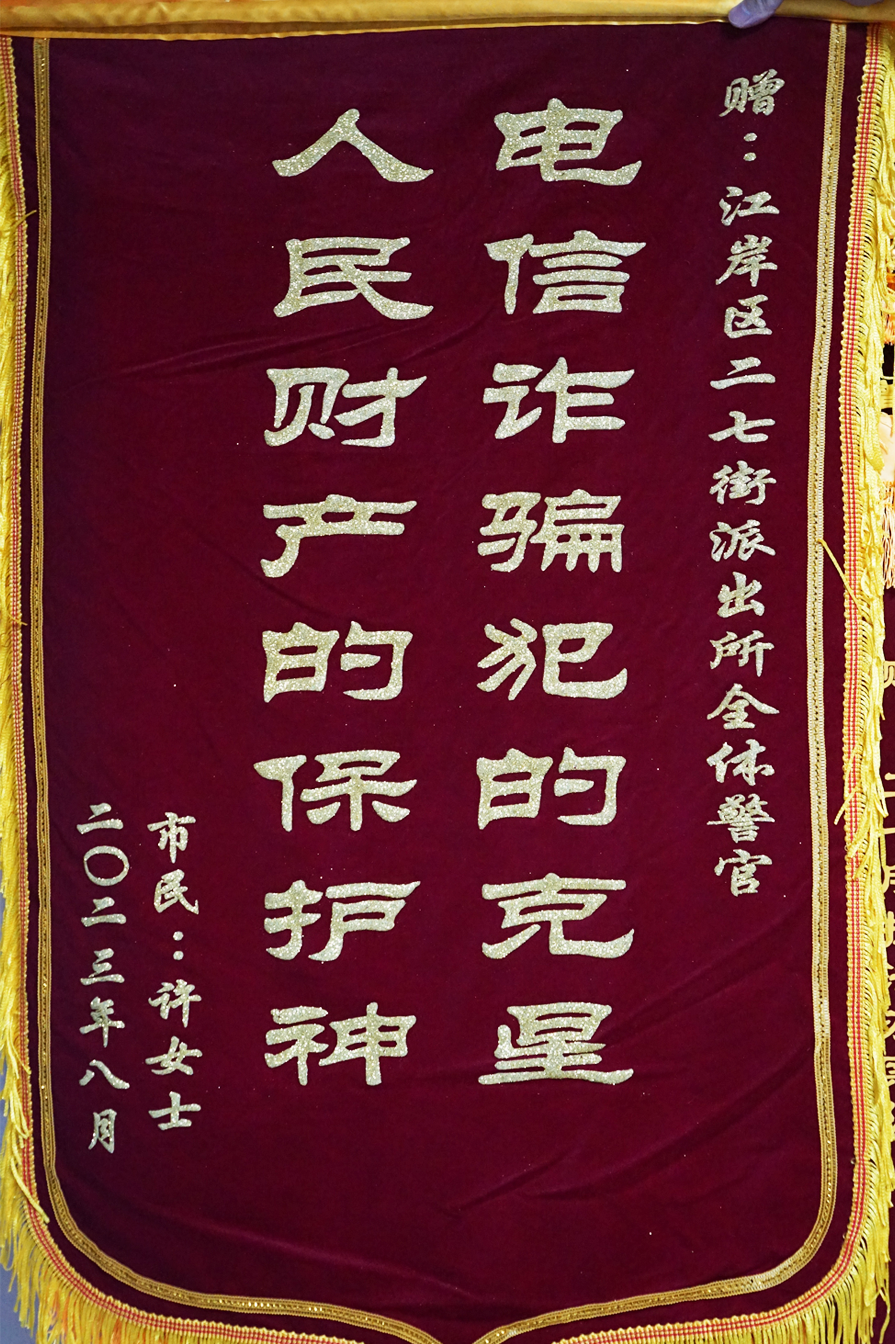 赠：江岸区二七街派出所全体警官
电信诈骗犯的克星
人民财产的保护神
市民：许女士
二〇二三年八月